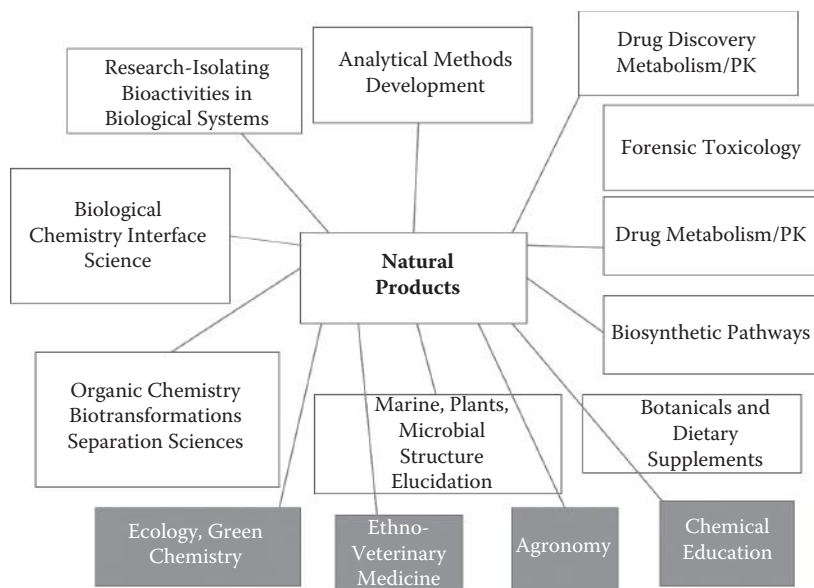 Research-Isolating
Bioactivities in
Biological Systems
Analytical Methods
Development
Drug Discovery
Metabolism/PK
Forensic Toxicology
Biological
Chemistry Interface
Science
Natural
Products
Drug Metabolism/PK
Biosynthetic Pathways
Organic Chemistry
Biotransformations
Separation Sciences
Marine, Plants,
Microbial
Structure
Elucidation
Botanicals and
Dietary
Supplements
Ecology, Green
Chemistry
Ethno-
Veterinary
Medicine
Agronomy
Chemical
Education